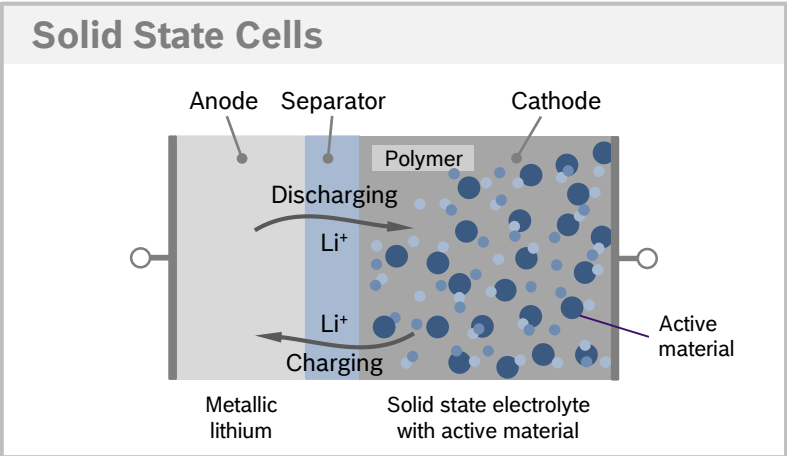 Solid State Cells
Anode
Separator
Cathode
Polymer
Discharging
Li⁺
Li⁺
Charging
Active
material
Metallic
lithium
Solid state electrolyte
with active material